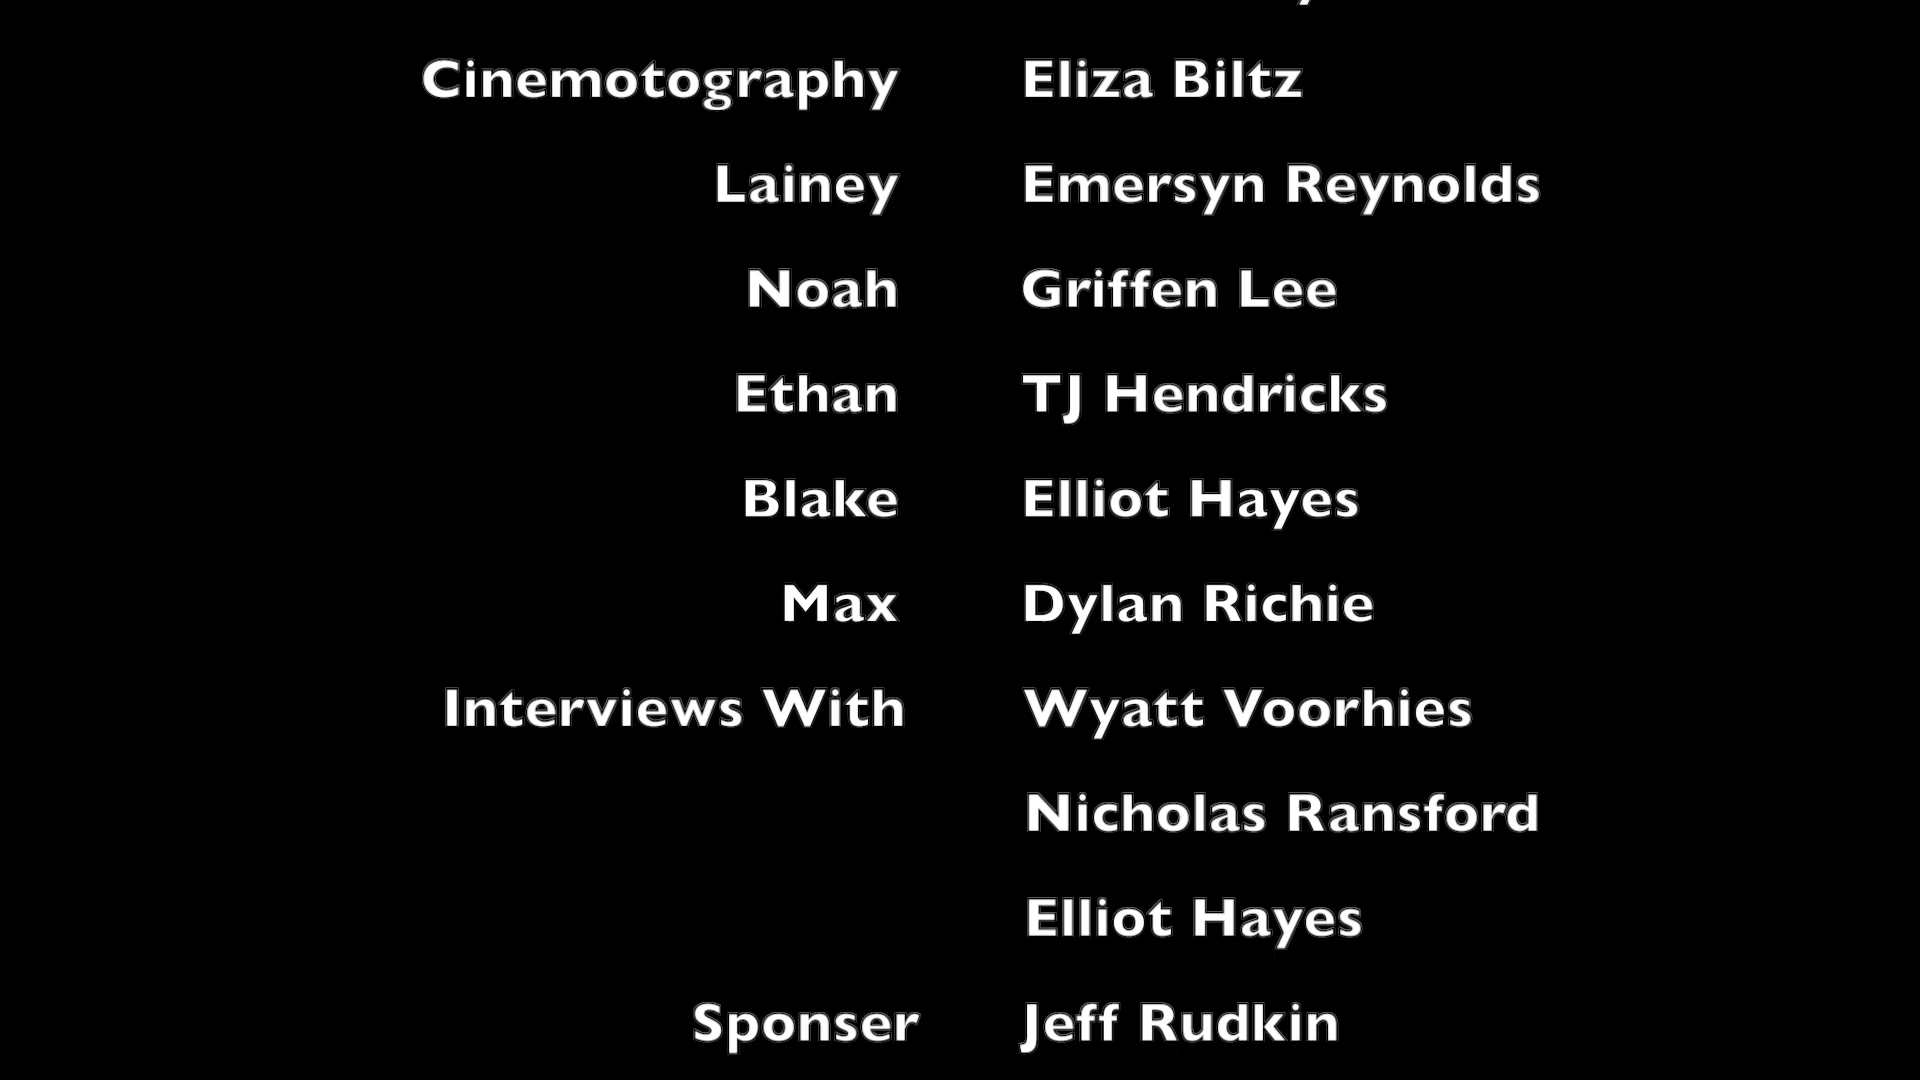 Cinemotography Eliza Biltz
Lainey Emersyn Reynolds
Noah Griffen Lee
Ethan TJ Hendricks
Blake Elliot Hayes
Max Dylan Richie
Interviews With Wyatt Voorhies
Nicholas Ransford
Elliot Hayes
Sponser Jeff Rudkin